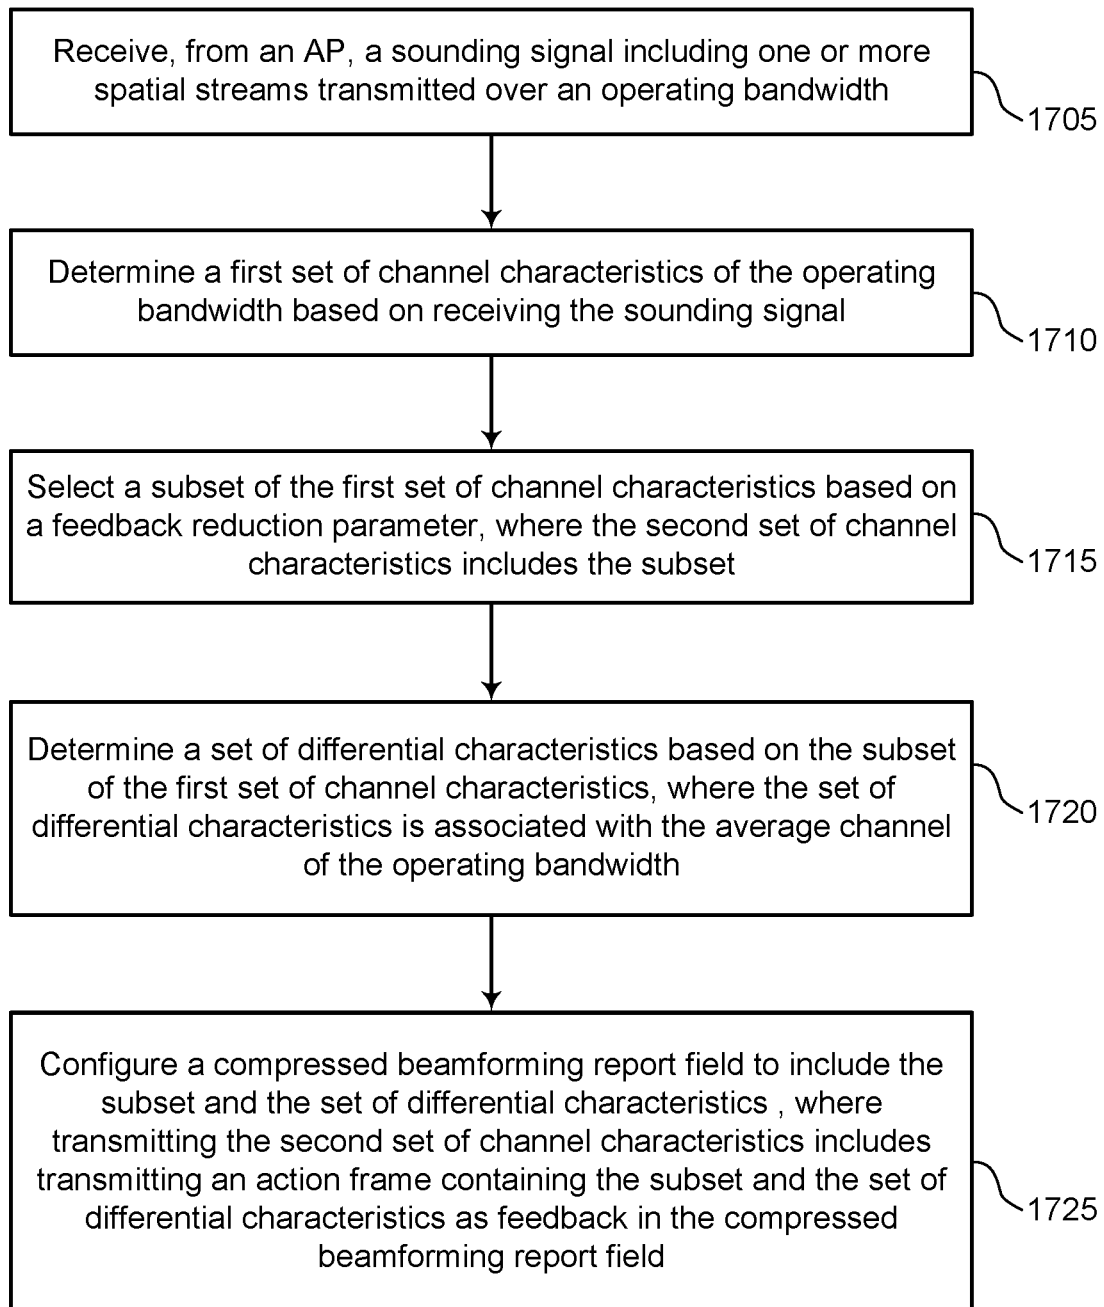 Receive, from an AP, a sounding signal including one or more
spatial streams transmitted over an operating bandwidth
1705
Determine a first set of channel characteristics of the operating
bandwidth based on receiving the sounding signal
1710
Select a subset of the first set of channel characteristics based on
a feedback reduction parameter, where the second set of channel
characteristics includes the subset
1715
Determine a set of differential characteristics based on the subset
of the first set of channel characteristics, where the set of
differential characteristics is associated with the average channel
of the operating bandwidth
1720
Configure a compressed beamforming report field to include the
subset and the set of differential characteristics , where
transmitting the second set of channel characteristics includes
transmitting an action frame containing the subset and the set of
differential characteristics as feedback in the compressed
beamforming report field
1725